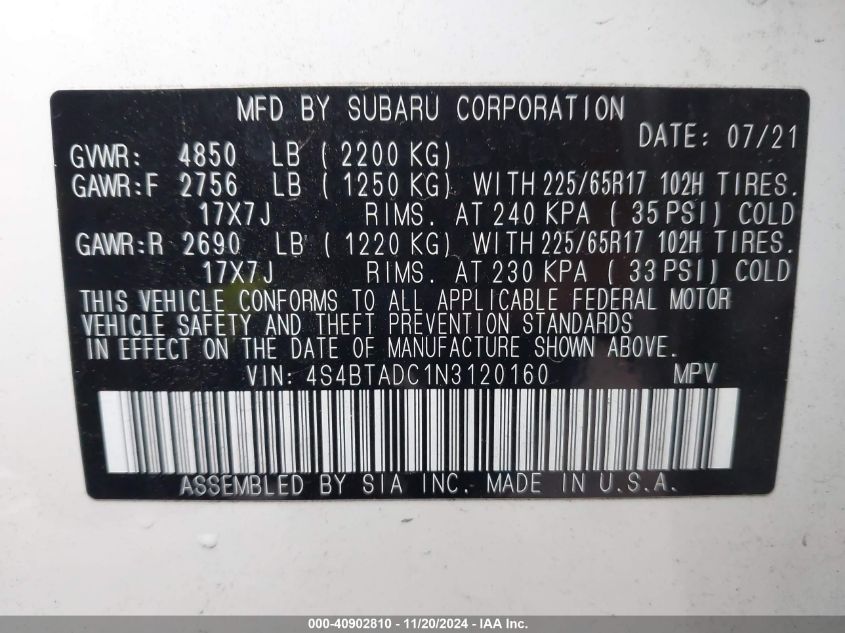 MFD BY SUBARU CORPORATION
DATE: 07/21
GVWR: 4850 LB ( 2200 KG)
GAWR:F 2756 LB ( 1250 KG) WITH 225/65R17 102H TIRES.
17X7J RIMS. AT 240 KPA ( 35 PSI) COLD
GAWR:R 2690 LB ( 1220 KG) WITH 225/65R17 102H TIRES.
17X7J RIMS. AT 230 KPA ( 33 PSI) COLD
THIS VEHICLE CONFORMS TO ALL APPLICABLE FEDERAL MOTOR
VEHICLE SAFETY AND THEFT PREVENTION STANDARDS
IN EFFECT ON THE DATE OF MANUFACTURE SHOWN ABOVE.
VIN: 4S4BTADC1N3120160 MPV
ASSEMBLED BY SIA INC. MADE IN U.S.A.
000-40902810 - 11/20/2024 - IAA Inc.